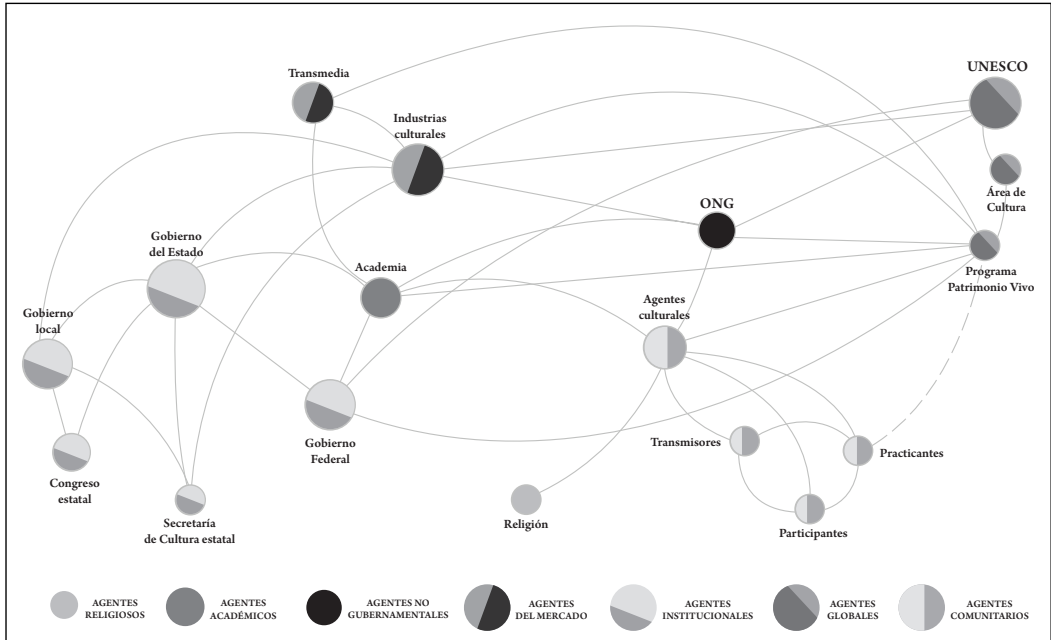 Transmedia
UNESCO
Industrias
culturales
Área de
Cultura
ONG
Gobierno
del Estado
Academia
Programa
Patrimonio Vivo
Agentes
culturales
Gobierno
local
Gobierno
Federal
Transmisores
Practicantes
Congreso
estatal
Secretaría
de Cultura estatal
Religión
Participantes
AGENTES
RELIGIOSOS
AGENTES
ACADÉMICOS
AGENTES NO
GUBERNAMENTALES
AGENTES
DEL MERCADO
AGENTES
INSTITUCIONALES
AGENTES
GLOBALES
AGENTES
COMUNITARIOS